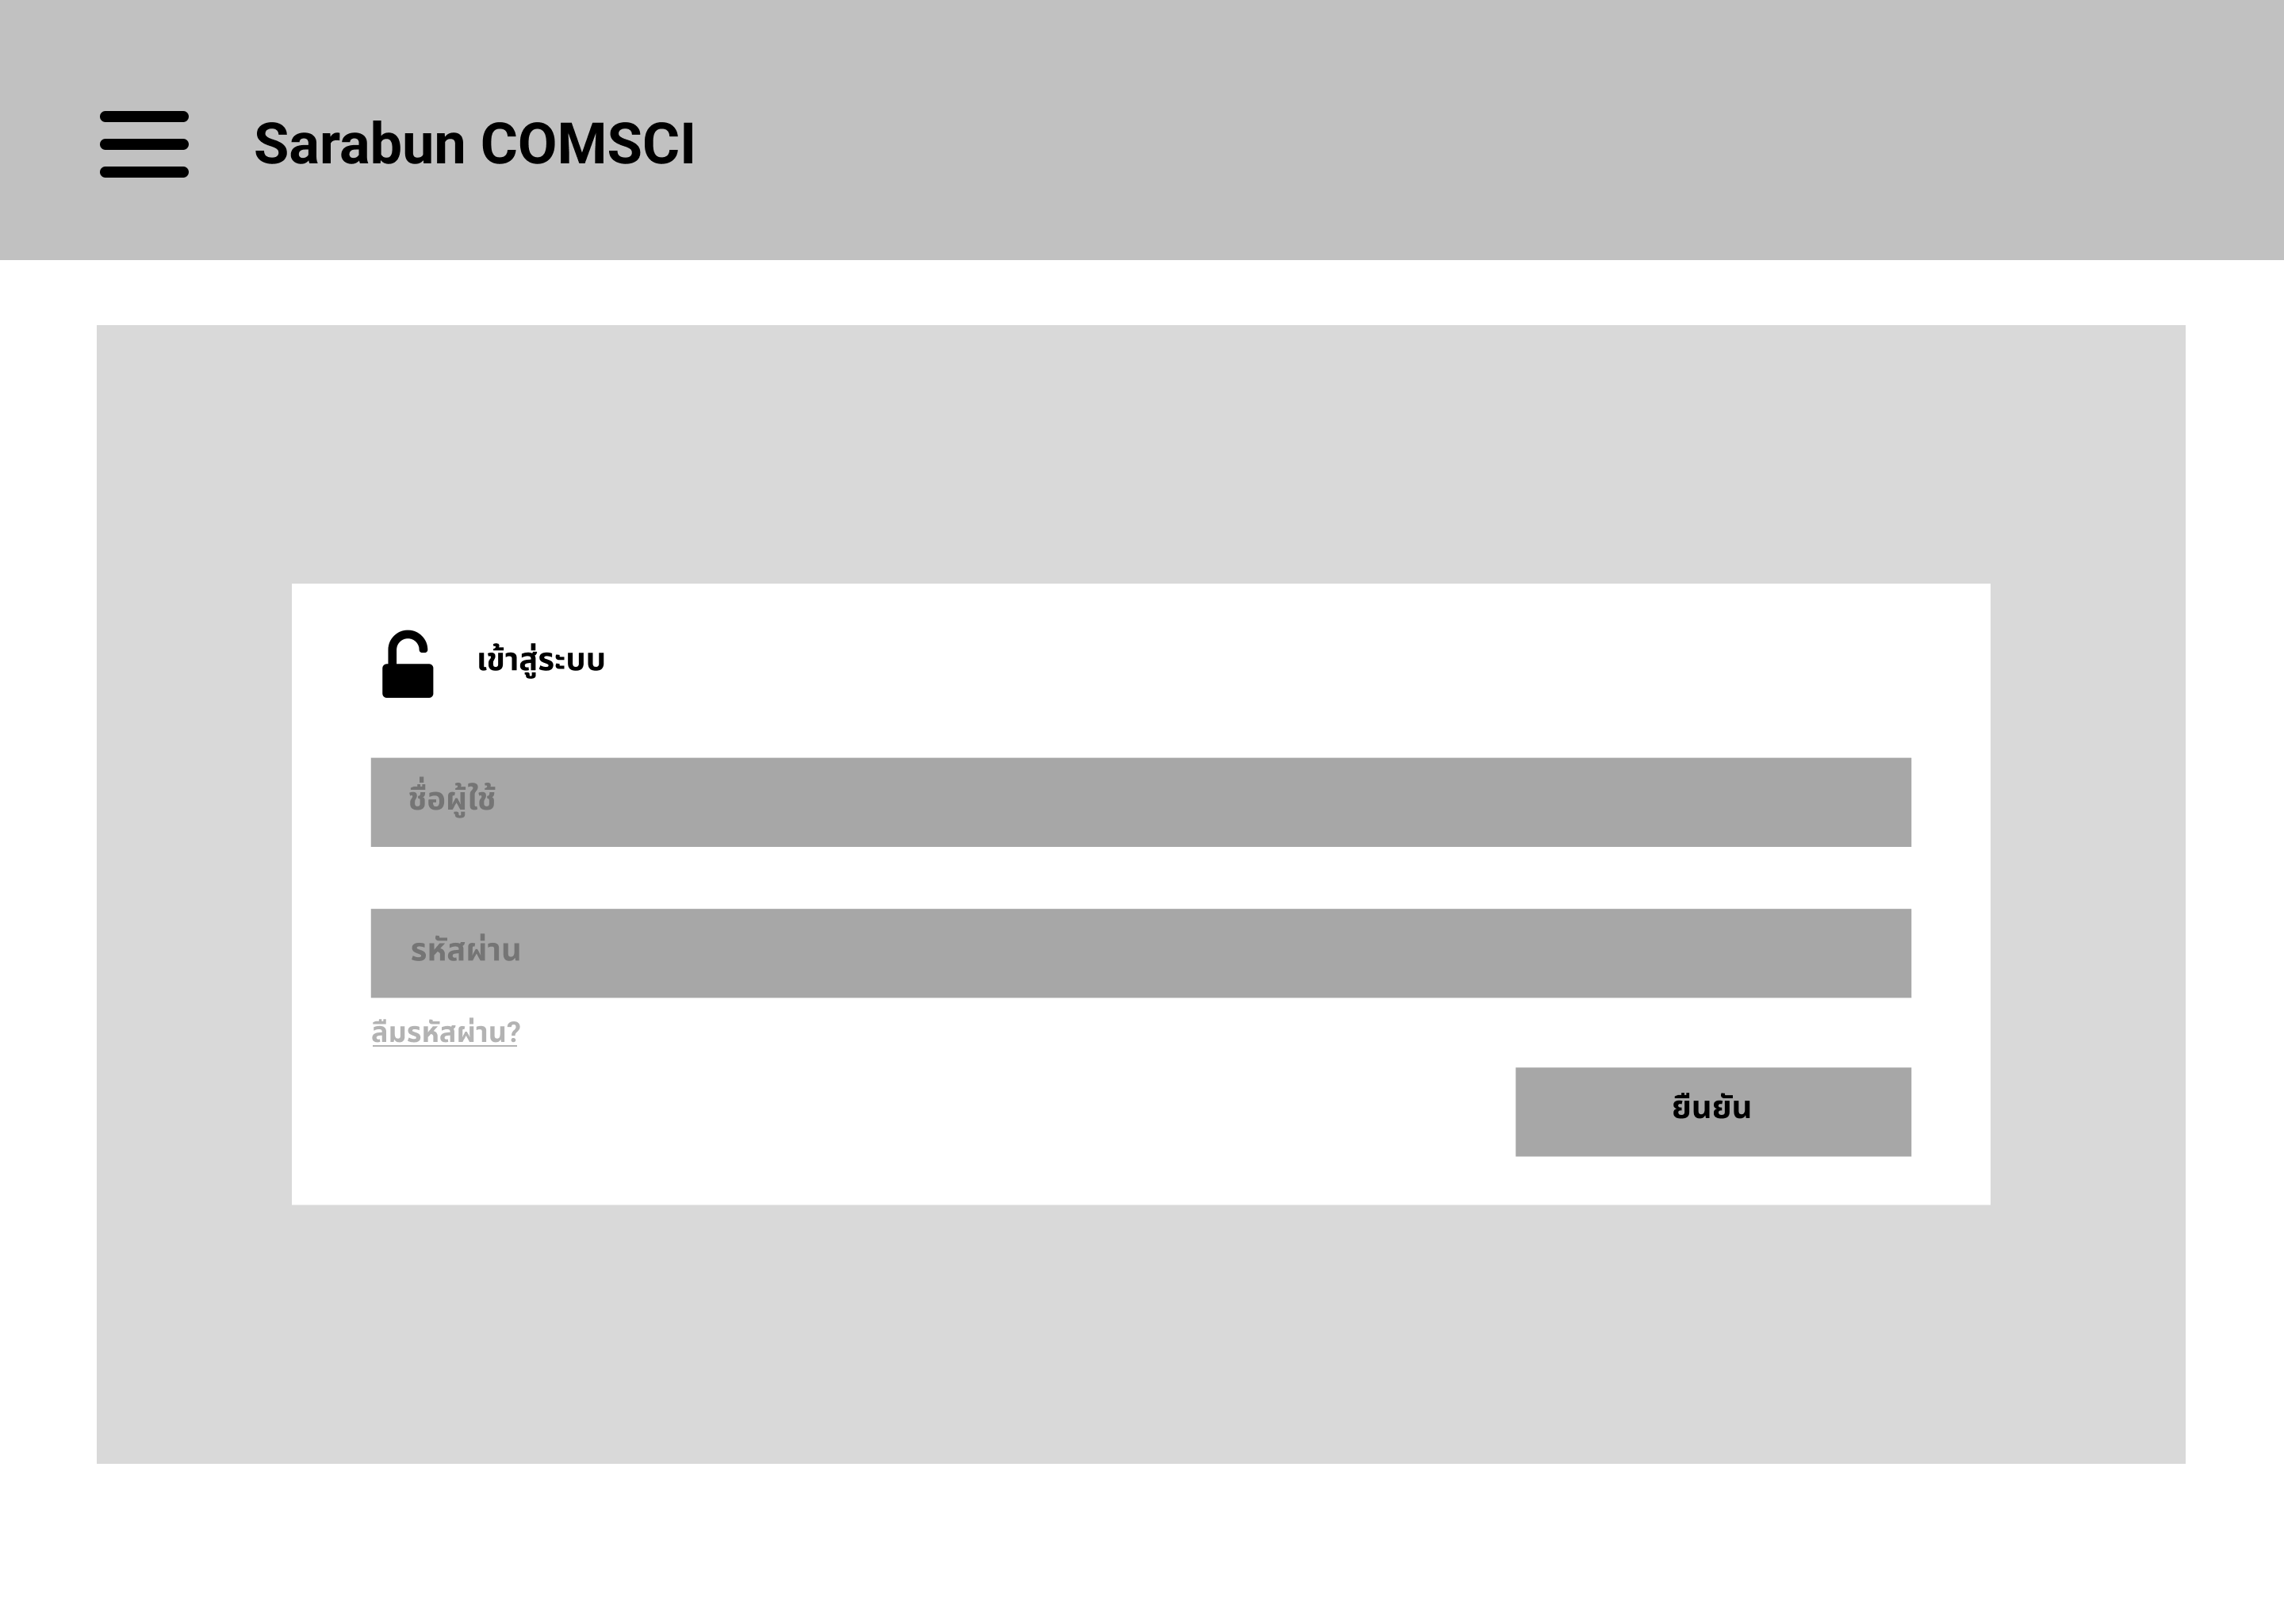 Sarabun COMSCI
เข้าสู่ระบบ
ชื่อผู้ใช้
รหัสผ่าน
ลืมรหัสผ่าน?
ยืนยัน